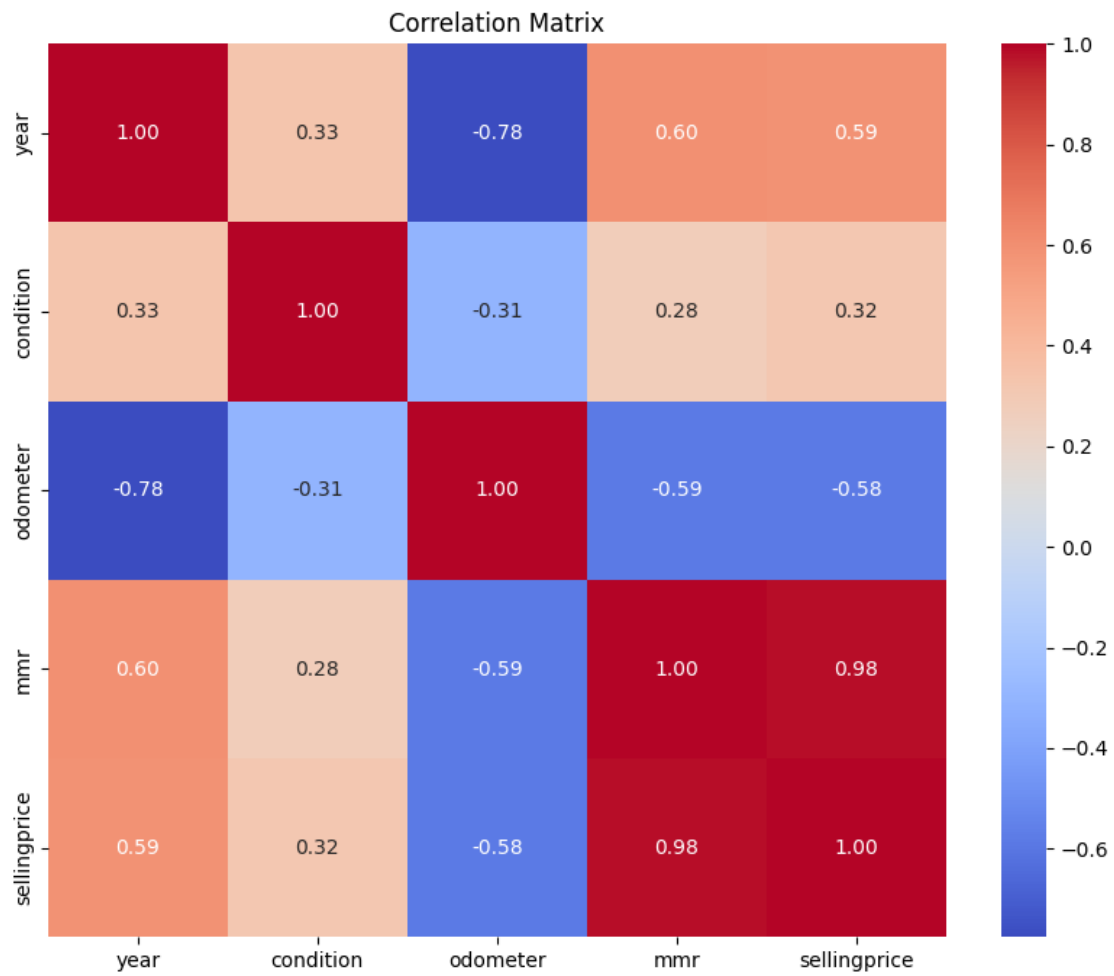 Correlation Matrix
year 1.00 0.33 -0.78 0.60 0.59
condition 0.33 1.00 -0.31 0.28 0.32
odometer -0.78 -0.31 1.00 -0.59 -0.58
mmr 0.60 0.28 -0.59 1.00 0.98
sellingprice 0.59 0.32 -0.58 0.98 1.00
year condition odometer mmr sellingprice
1.0
0.8
0.6
0.4
0.2
0.0
−0.2
−0.4
−0.6